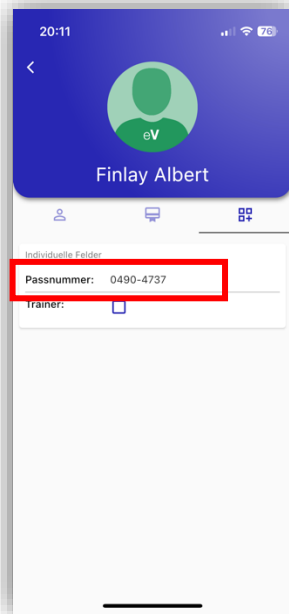 20:11
76
eV
Finlay Albert
Individuelle Felder
Passnummer: 0490-4737
Trainer: